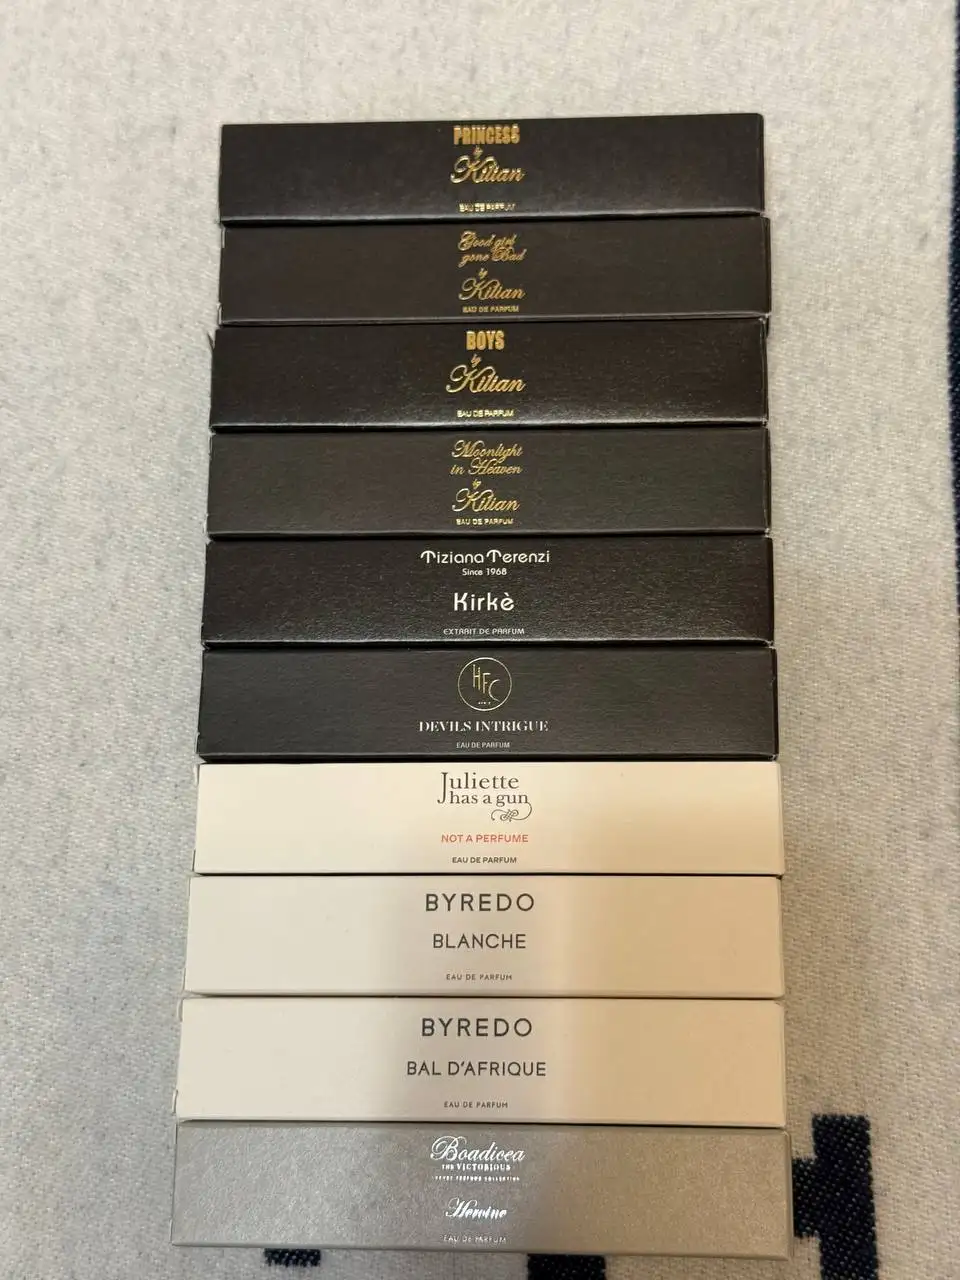 PRINCESS
by
Kilian
EAU DE PARFUM
Good girl
gone Bad
by
Kilian
EAU DE PARFUM
BOYS
by
Kilian
EAU DE PARFUM
Moonlight
in Heaven
by
Kilian
EAU DE PARFUM
Tiziana Terenzi
Since 1968
Kirkè
EXTRAIT DE PARFUM
HFC
DEVILS INTRIGUE
EAU DE PARFUM
Juliette
has a gun
NOT A PERFUME
EAU DE PARFUM
BYREDO
BLANCHE
EAU DE PARFUM
BYREDO
BAL D'AFRIQUE
EAU DE PARFUM
Boadicea
THE VICTORIOUS
Heroine
EAU DE PARFUM